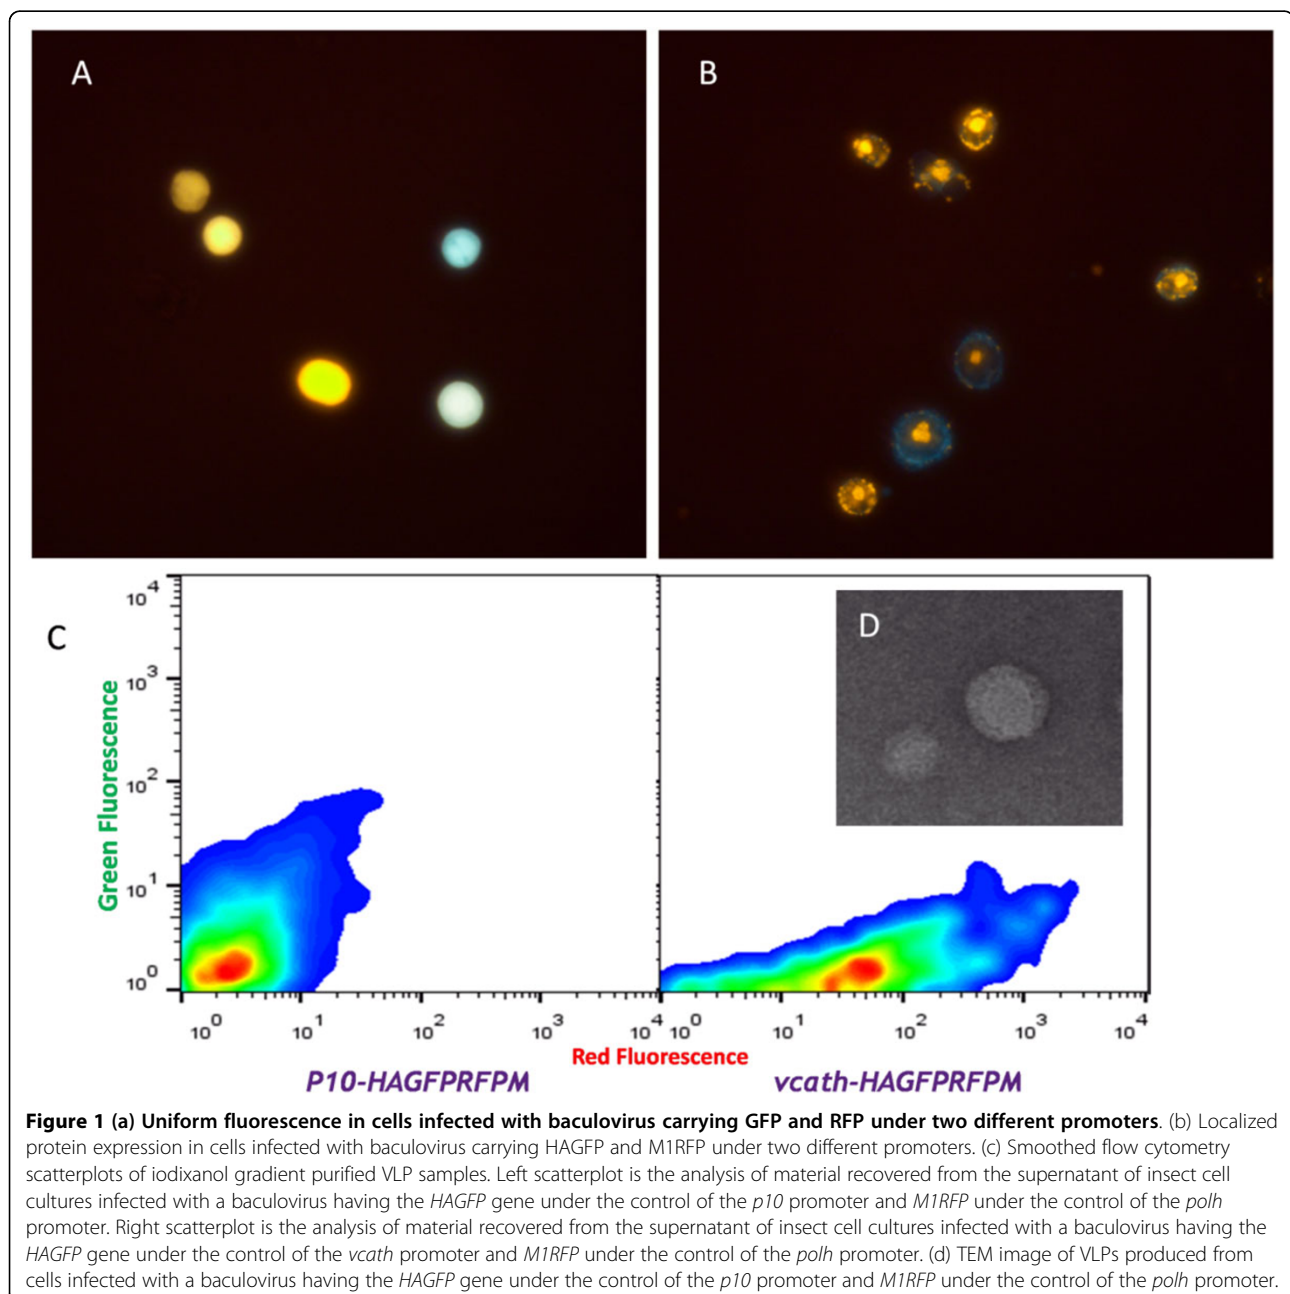 A
B
C
D
Green Fluorescence
10^4
10^3
10^2
10^1
10^0
10^0 10^1 10^2 10^3 10^4 10^0 10^1 10^2 10^3 10^4
Red Fluorescence
P10-HAGFPRFPM vcath-HAGFPRFPM
Figure 1 (a) Uniform fluorescence in cells infected with baculovirus carrying GFP and RFP under two different promoters. (b) Localized
protein expression in cells infected with baculovirus carrying HAGFP and M1RFP under two different promoters. (c) Smoothed flow cytometry
scatterplots of iodixanol gradient purified VLP samples. Left scatterplot is the analysis of material recovered from the supernatant of insect cell
cultures infected with a baculovirus having the HAGFP gene under the control of the p10 promoter and M1RFP under the control of the polh
promoter. Right scatterplot is the analysis of material recovered from the supernatant of insect cell cultures infected with a baculovirus having the
HAGFP gene under the control of the vcath promoter and M1RFP under the control of the polh promoter. (d) TEM image of VLPs produced from
cells infected with a baculovirus having the HAGFP gene under the control of the p10 promoter and M1RFP under the control of the polh promoter.